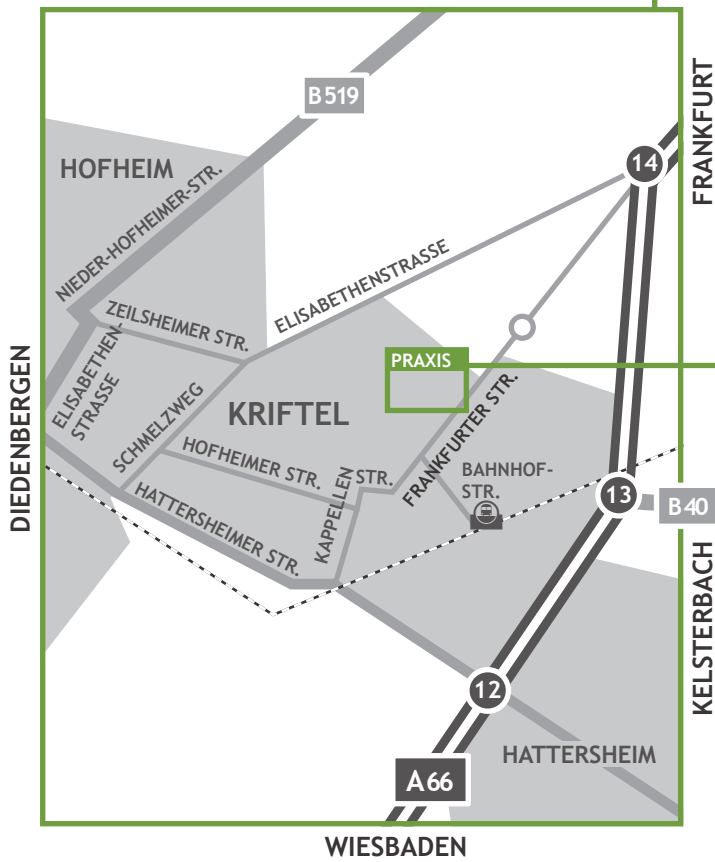 B519
FRANKFURT
14
HOFHEIM
NIEDER-HOFHEIMER-STR.
ELISABETHENSTRASSE
ZEILSHEIMER STR.
ELISABETHEN-
STRASSE
PRAXIS
DIEDENBERGEN
SCHMELZWEG
KRIFTEL
FRANKFURTER STR.
HOFHEIMER STR.
KAPPELLEN
STR.
BAHNHOF-
STR.
HATTERSHEIMER STR.
13
B40
KELSTERBACH
12
HATTERSHEIM
A66
WIESBADEN